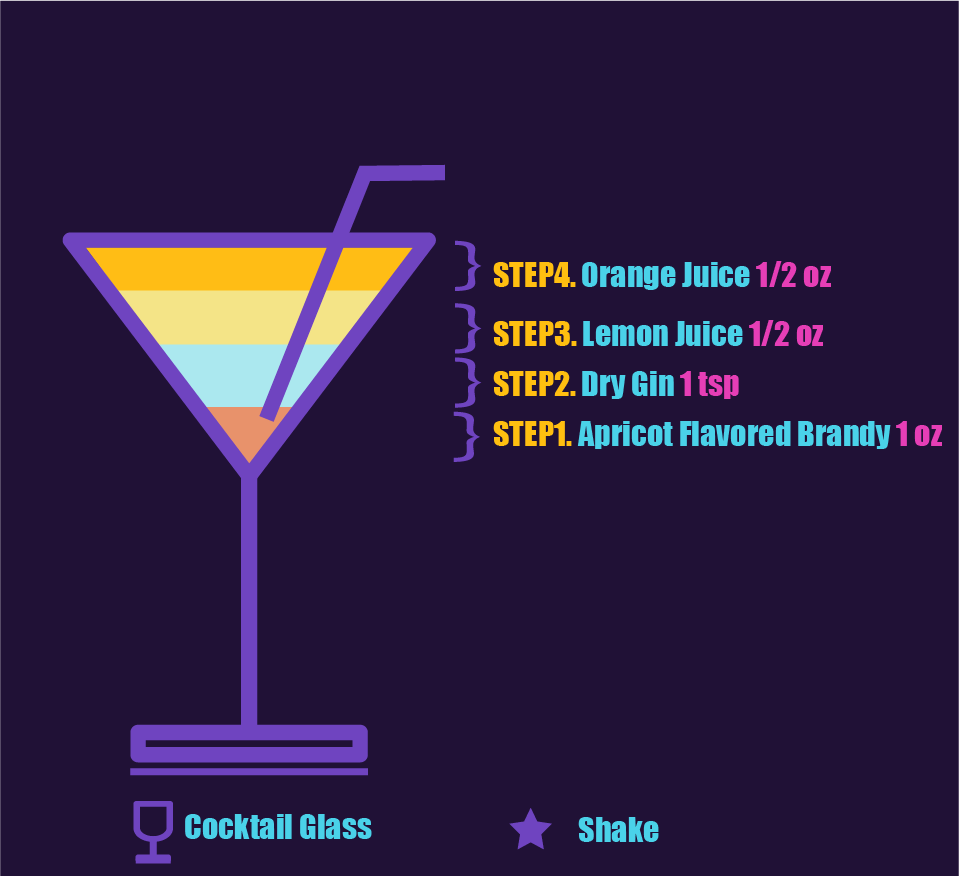 STEP4. Orange Juice 1/2 oz
STEP3. Lemon Juice 1/2 oz
STEP2. Dry Gin 1 tsp
STEP1. Apricot Flavored Brandy 1 oz
Cocktail Glass
Shake